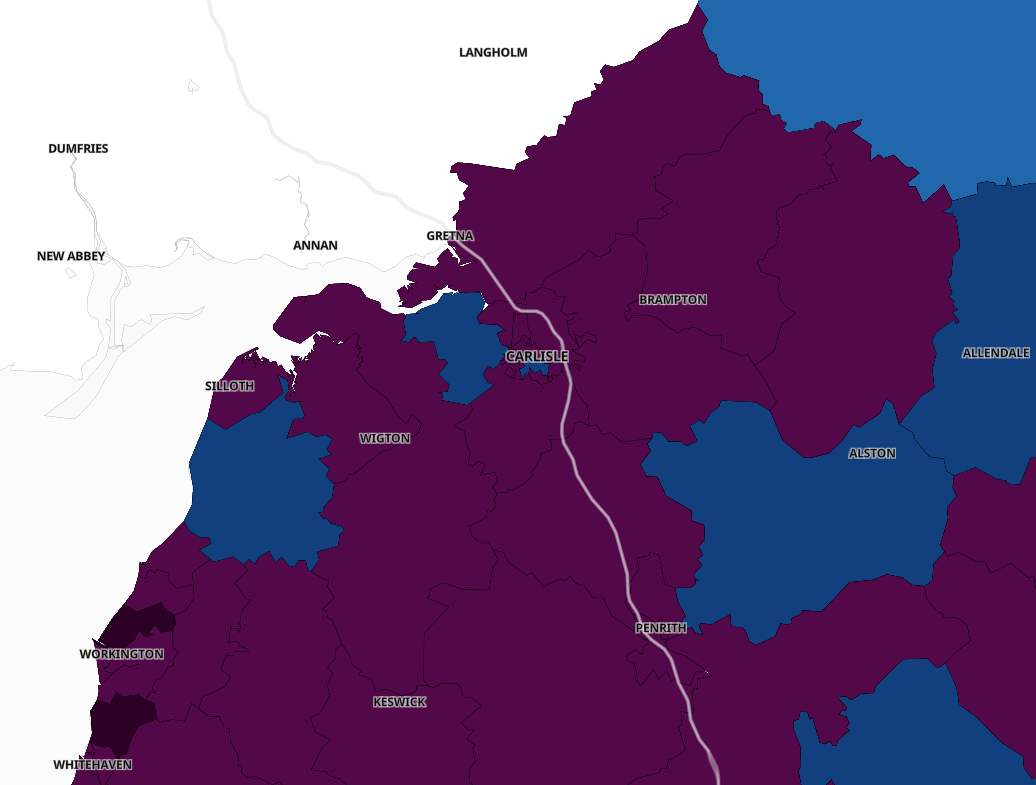 LANGHOLM
DUMFRIES
GRETNA
ANNAN
NEW ABBEY
BRAMPTON
CARLISLE
ALLENDALE
SILLOTH
WIGTON
ALSTON
PENRITH
WORKINGTON
KESWICK
WHITEHAVEN